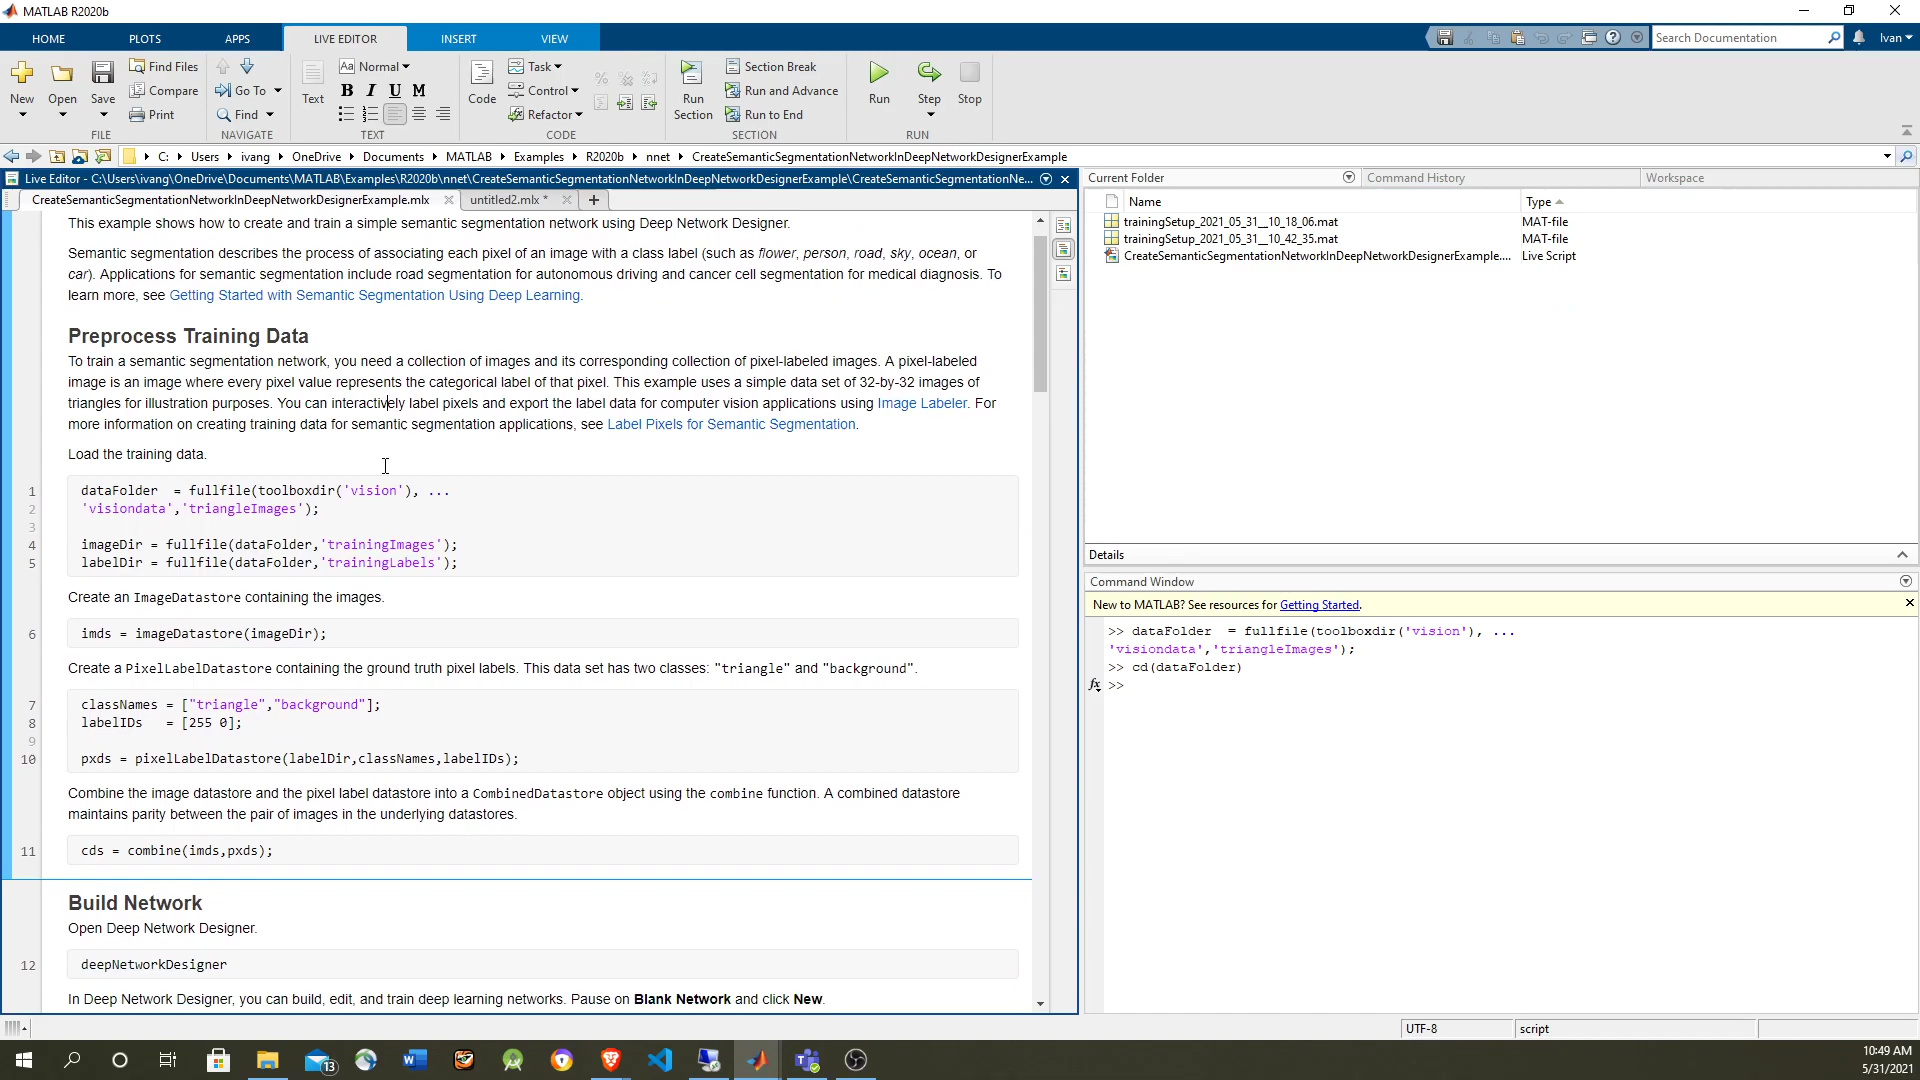 MATLAB R2020b
HOME PLOTS APPS LIVE EDITOR INSERT VIEW
Search Documentation Ivan
New Open Save Find Files Compare Print FILE
Go To Find NAVIGATE
Text Normal B I U M TEXT
Code Task Control Refactor CODE
Run Section Section Break Run and Advance Run to End SECTION
Run Step Stop RUN
C: Users ivang OneDrive Documents MATLAB Examples R2020b nnet CreateSemanticSegmentationNetworkInDeepNetworkDesignerExample
Live Editor - C:\Users\ivang\OneDrive\Documents\MATLAB\Examples\R2020b\nnet\CreateSemanticSegmentationNetworkInDeepNetworkDesignerExample\CreateSemanticSegmentationNe...
CreateSemanticSegmentationNetworkInDeepNetworkDesignerExample.mlx untitled2.mlx * +
This example shows how to create and train a simple semantic segmentation network using Deep Network Designer.
Semantic segmentation describes the process of associating each pixel of an image with a class label (such as flower, person, road, sky, ocean, or
car). Applications for semantic segmentation include road segmentation for autonomous driving and cancer cell segmentation for medical diagnosis. To
learn more, see Getting Started with Semantic Segmentation Using Deep Learning.
Preprocess Training Data
To train a semantic segmentation network, you need a collection of images and its corresponding collection of pixel-labeled images. A pixel-labeled
image is an image where every pixel value represents the categorical label of that pixel. This example uses a simple data set of 32-by-32 images of
triangles for illustration purposes. You can interactively label pixels and export the label data for computer vision applications using Image Labeler. For
more information on creating training data for semantic segmentation applications, see Label Pixels for Semantic Segmentation.
Load the training data.
1 dataFolder = fullfile(toolboxdir('vision'), ...
2 'visiondata','triangleImages');
3
4 imageDir = fullfile(dataFolder,'trainingImages');
5 labelDir = fullfile(dataFolder,'trainingLabels');
Create an ImageDatastore containing the images.
6 imds = imageDatastore(imageDir);
Create a PixelLabelDatastore containing the ground truth pixel labels. This data set has two classes: "triangle" and "background".
7 classNames = ["triangle","background"];
8 labelIDs = [255 0];
9
10 pxds = pixelLabelDatastore(labelDir,classNames,labelIDs);
Combine the image datastore and the pixel label datastore into a CombinedDatastore object using the combine function. A combined datastore
maintains parity between the pair of images in the underlying datastores.
11 cds = combine(imds,pxds);
Build Network
Open Deep Network Designer.
12 deepNetworkDesigner
In Deep Network Designer, you can build, edit, and train deep learning networks. Pause on Blank Network and click New.
Current Folder Command History Workspace
Name Type
trainingSetup_2021_05_31__10_18_06.mat MAT-file
trainingSetup_2021_05_31__10_42_35.mat MAT-file
CreateSemanticSegmentationNetworkInDeepNetworkDesignerExample.... Live Script
Details
Command Window
New to MATLAB? See resources for Getting Started.
>> dataFolder = fullfile(toolboxdir('vision'), ...
'visiondata','triangleImages');
>> cd(dataFolder)
fx >>
UTF-8 script
13
10:49 AM
5/31/2021